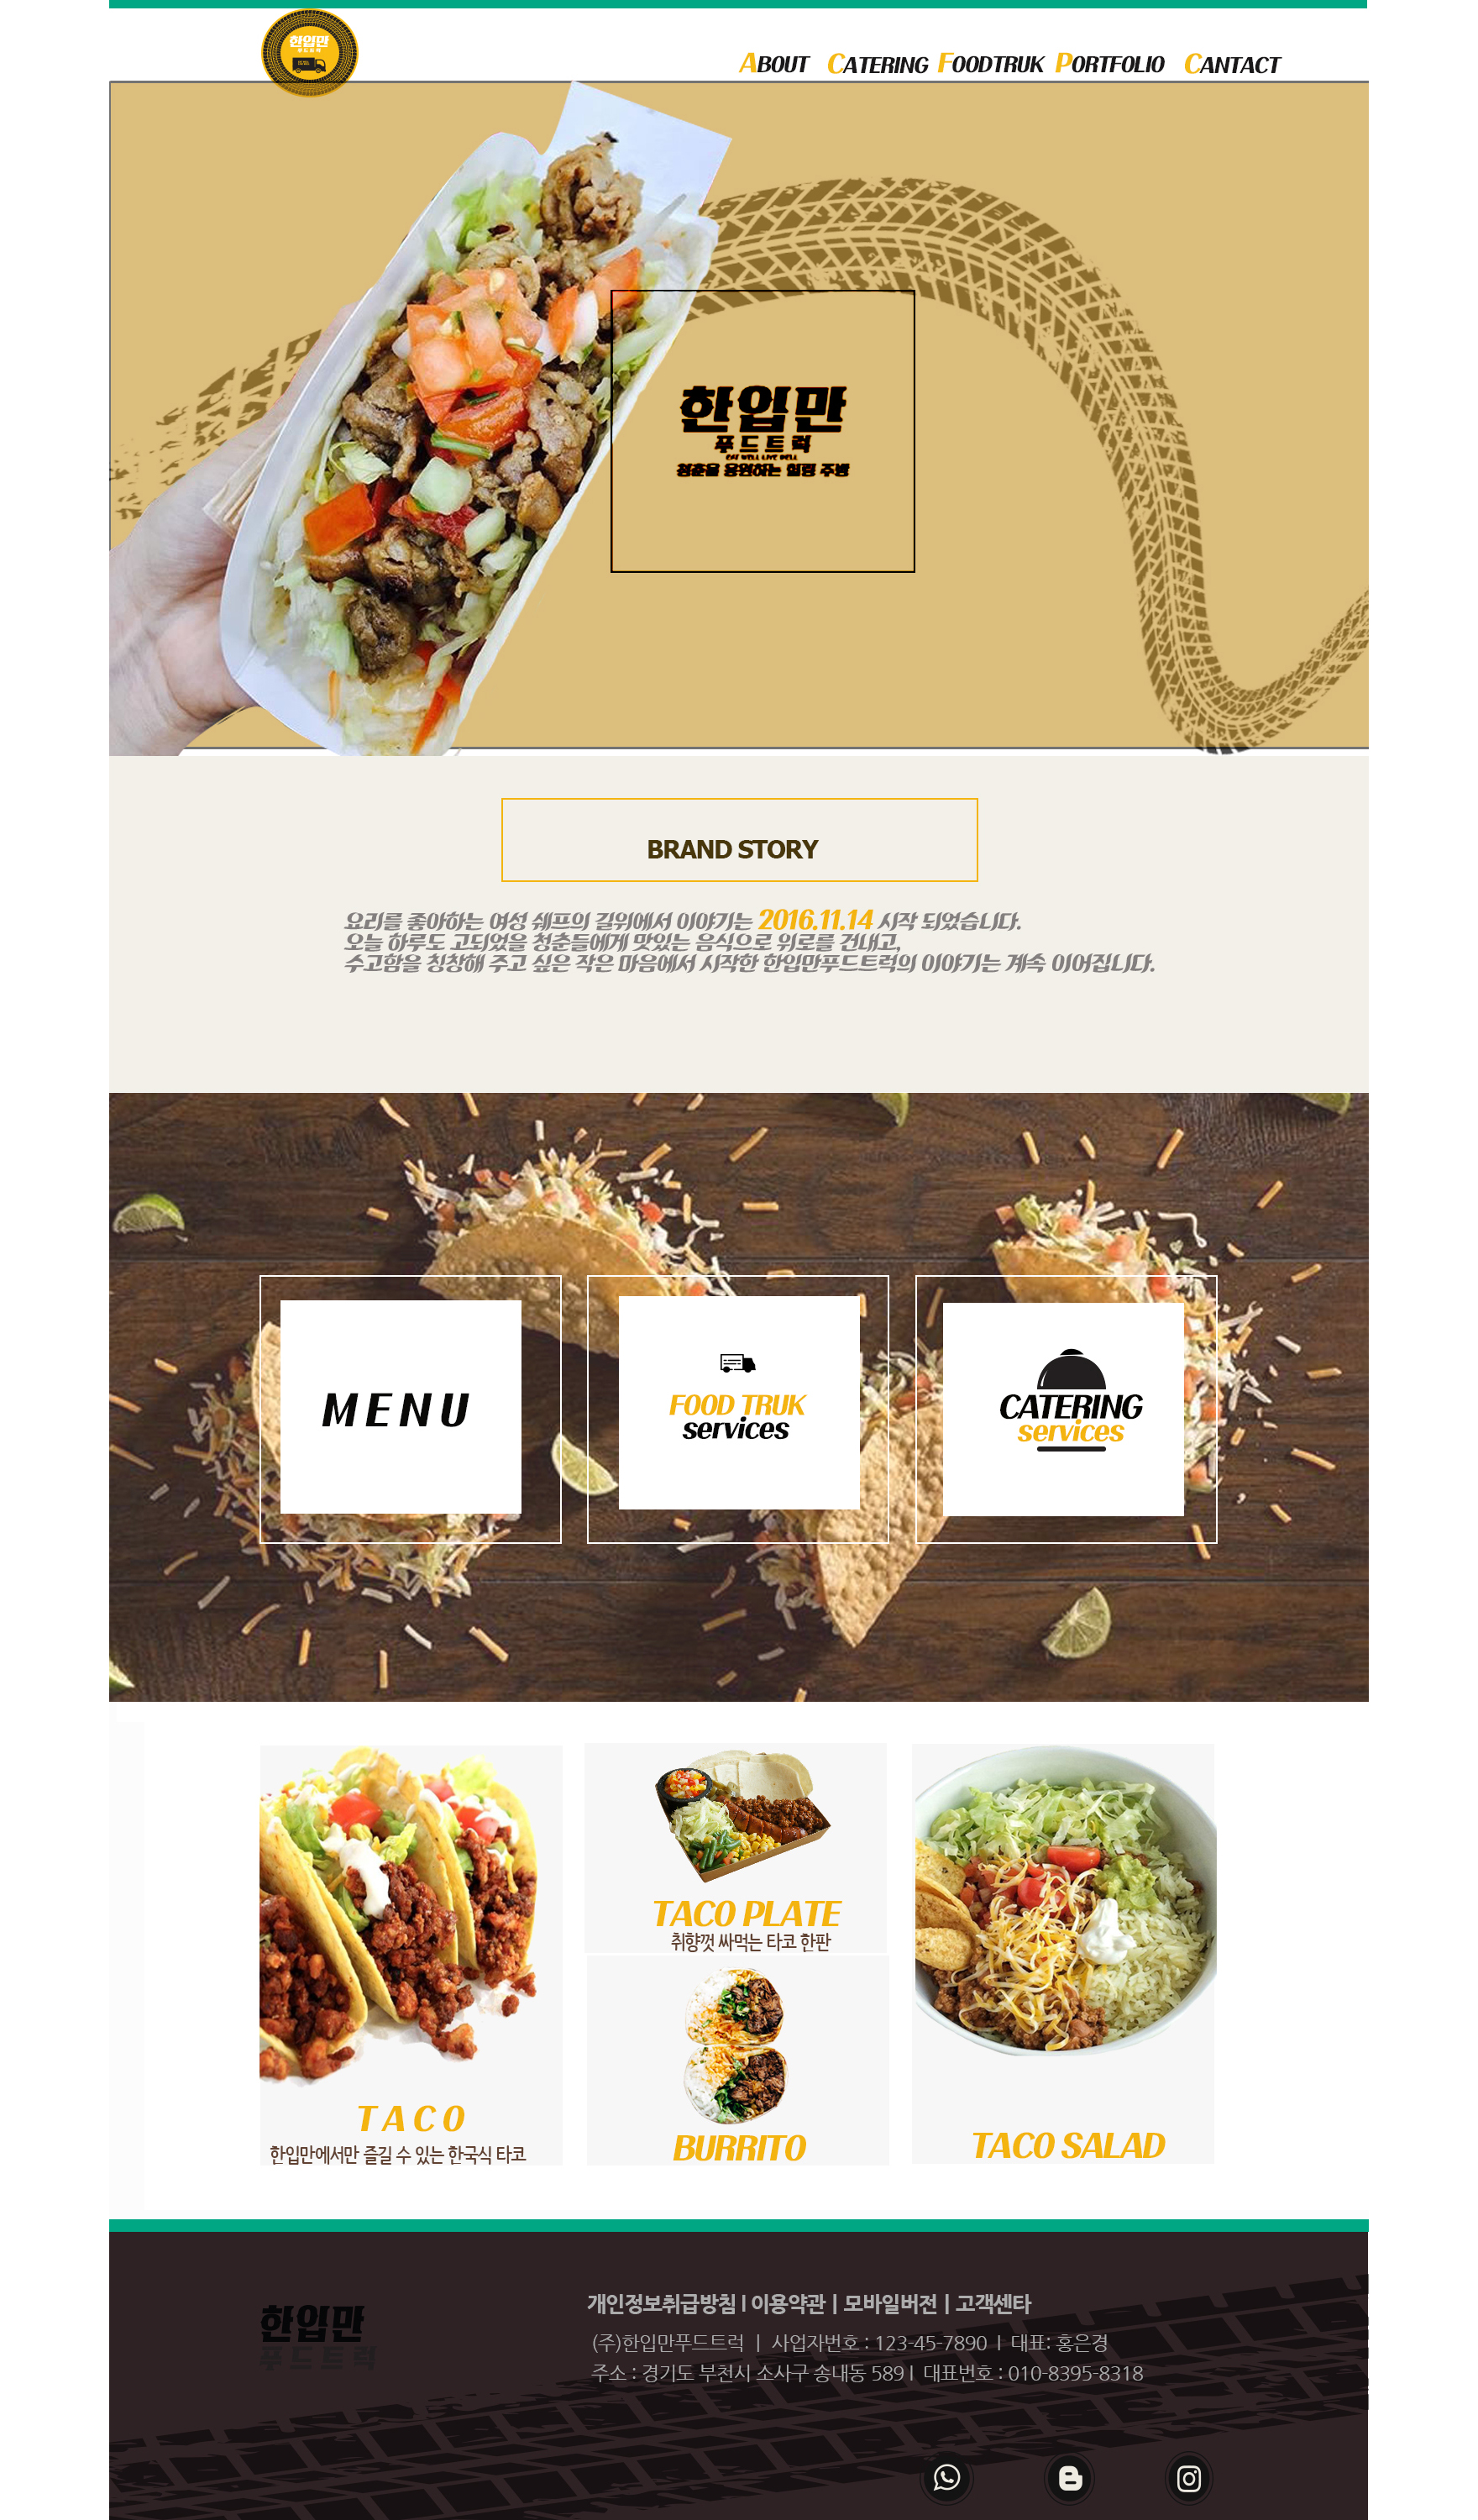 한입만
푸드트럭
ABOUT CATERING FOODTRUK PORTFOLIO CANTACT
한입만
푸드트럭
EAT WELL LIVE WELL
청춘을 응원하는 힐링 주방
BRAND STORY
요리를 좋아하는 여성 쉐프의 길위에서 이야기는 2016.11.14 시작 되었습니다.
오늘 하루도 고되었을 청춘들에게 맛있는 음식으로 위로를 건내고,
수고함을 칭창해 주고 싶은 작은 마음에서 시작한 한입만푸드트럭의 이야기는 계속 이어집니다.
MENU
FOOD TRUK
services
CATERING
services
TACO
한입만에서만 즐길 수 있는 한국식 타코
TACO PLATE
취향껏 싸먹는 타코 한판
BURRITO
TACO SALAD
한입만
푸드트럭
개인정보취급방침 l 이용약관 | 모바일버전 | 고객센타
(주)한입만푸드트럭 | 사업자번호 : 123-45-7890 l 대표: 홍은경
주소 : 경기도 부천시 소사구 송내동 589 l 대표번호 : 010-8395-8318